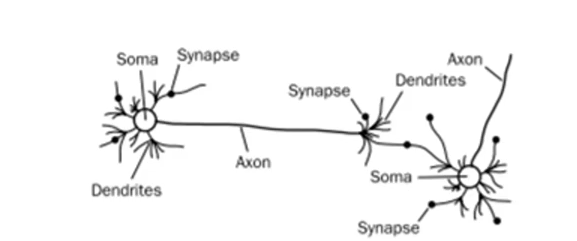 Soma
Synapse
Axon
Dendrites
Synapse
Dendrites
Axon
Soma
Synapse